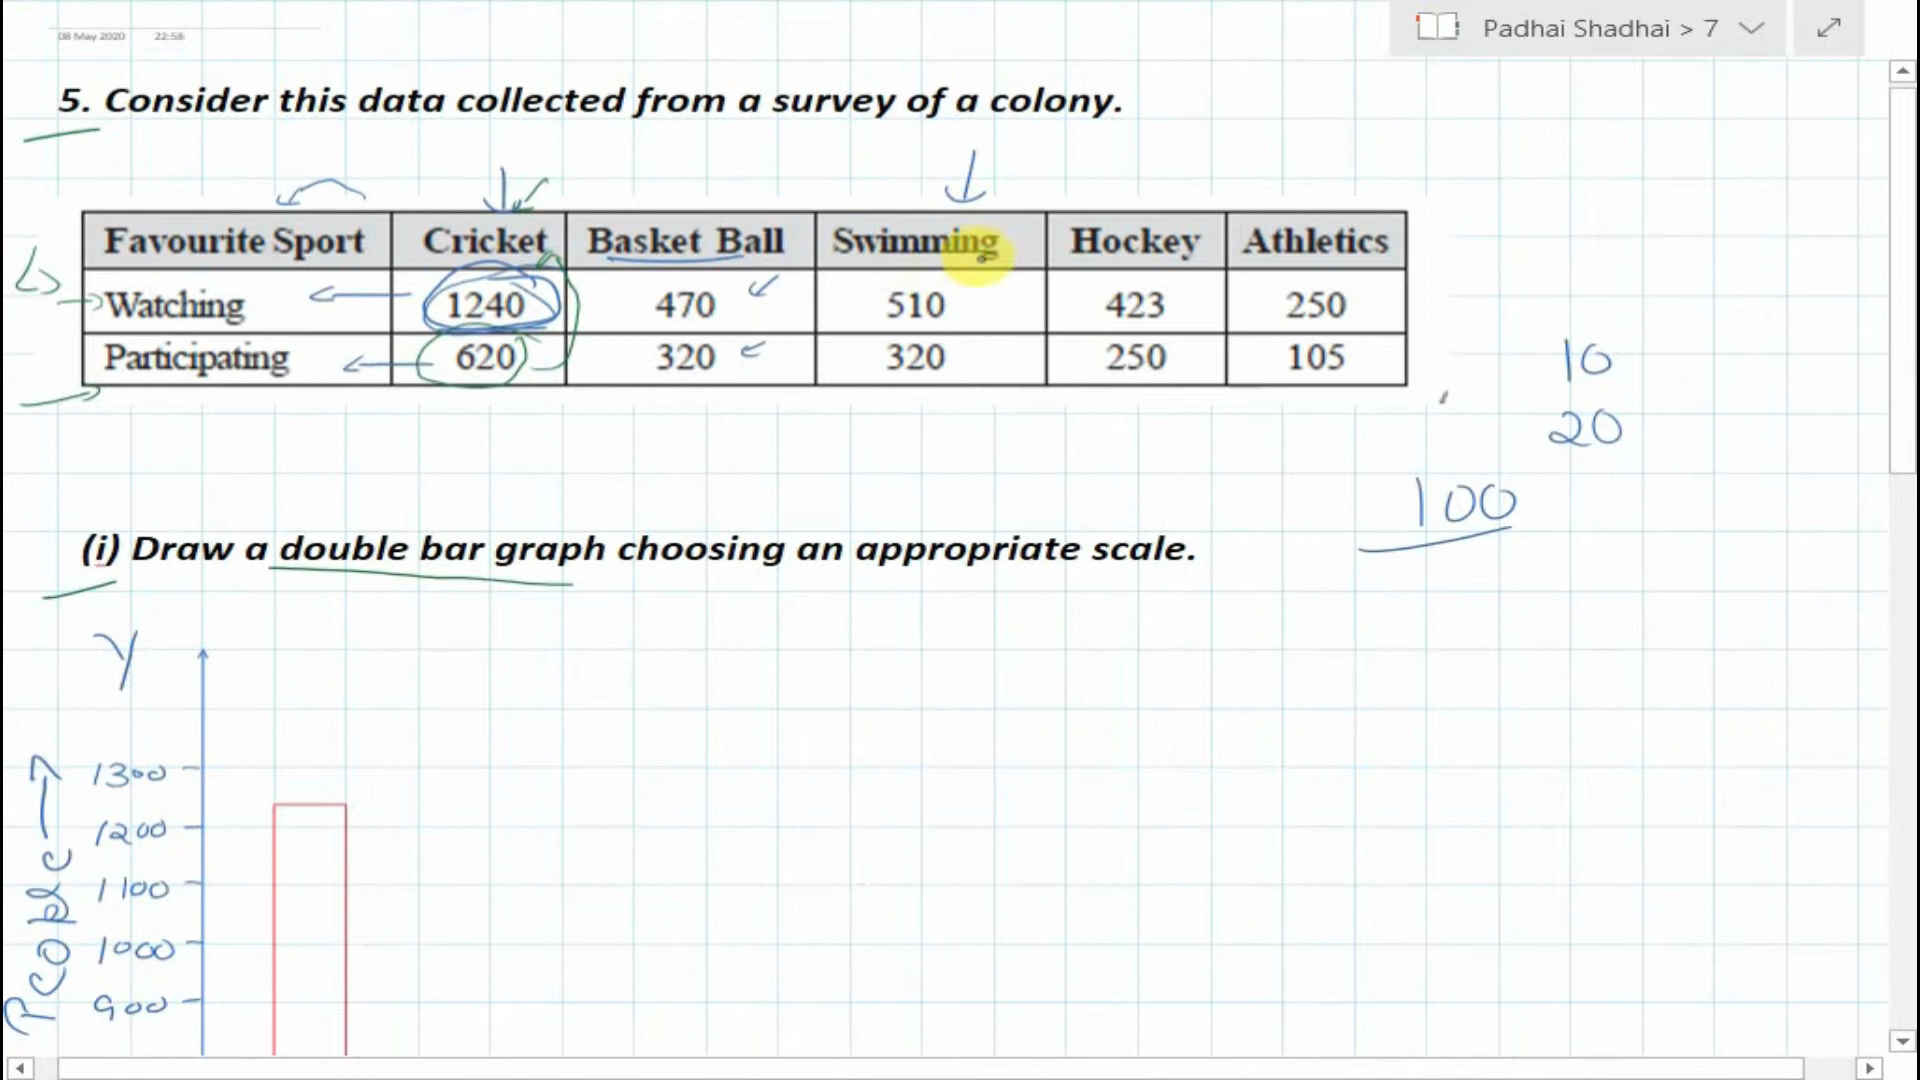 08 May 2020 22:58
Padhai Shadhai > 7
5. Consider this data collected from a survey of a colony.
Favourite Sport Cricket Basket Ball Swimming Hockey Athletics
Watching 1240 470 510 423 250
Participating 620 320 320 250 105
10
20
100
(i) Draw a double bar graph choosing an appropriate scale.
Y
1300
1200
1100
1000
900
People